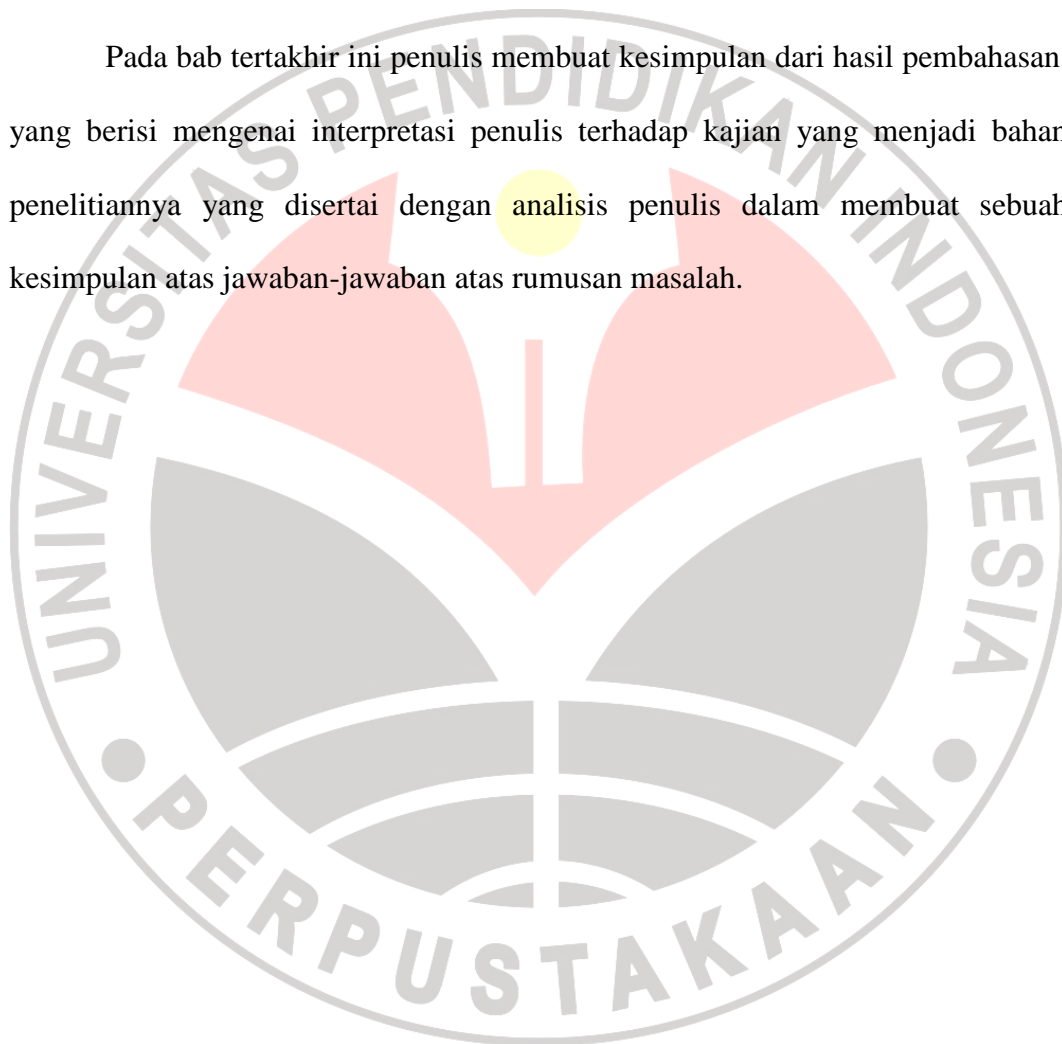 Pada bab tertakhir ini penulis membuat kesimpulan dari hasil pembahasan
yang berisi mengenai interpretasi penulis terhadap kajian yang menjadi bahan
penelitiannya yang disertai dengan analisis penulis dalam membuat sebuah
kesimpulan atas jawaban-jawaban atas rumusan masalah.
UNIVERSITAS PENDIDIKAN INDONESIA
PERPUSTAKAAN